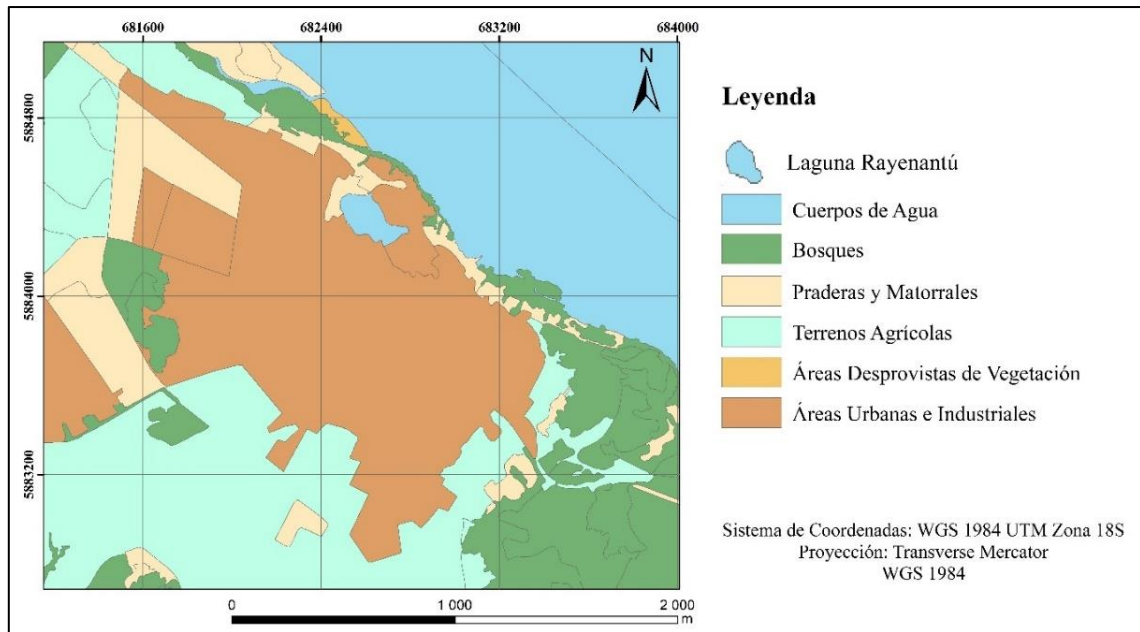 681600 682400 683200 684000
5884800
5884000
5883200
N
0 1 000 2 000
m
Leyenda
Laguna Rayenantú
Cuerpos de Agua
Bosques
Praderas y Matorrales
Terrenos Agrícolas
Áreas Desprovistas de Vegetación
Áreas Urbanas e Industriales
Sistema de Coordenadas: WGS 1984 UTM Zona 18S
Proyección: Transverse Mercator
WGS 1984